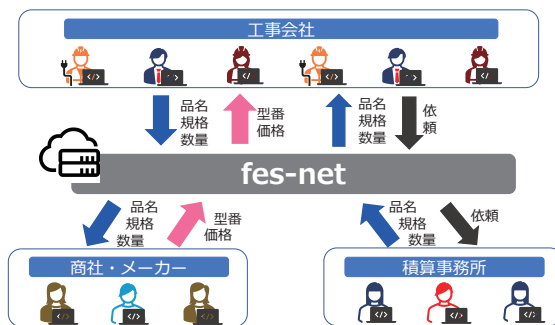 工事会社
品名
規格
数量
型番
価格
品名
規格
数量
依
頼
fes-net
品名
規格
数量
型番
価格
品名
規格
数量
依頼
商社・メーカー
積算事務所